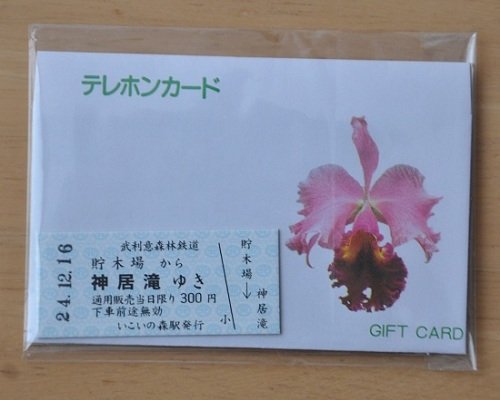 テレホンカード
24.12.16
武利意森林鉄道
貯木場 から
神居滝 ゆき
通用販売当日限り 300円
下車前途無効
いこいの森駅発行
小
貯木場→神居滝
GIFT CARD